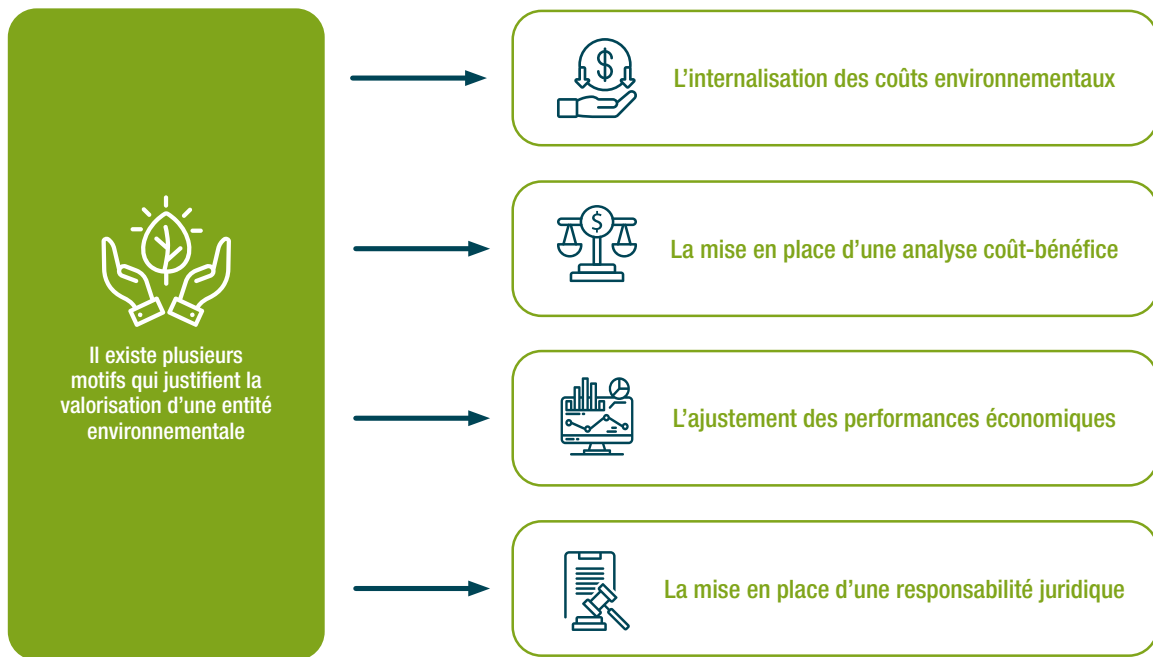 Il existe plusieurs
motifs qui justifient la
valorisation d’une entité
environnementale
$
L’internalisation des coûts environnementaux
$
La mise en place d’une analyse coût-bénéfice
L’ajustement des performances économiques
La mise en place d’une responsabilité juridique